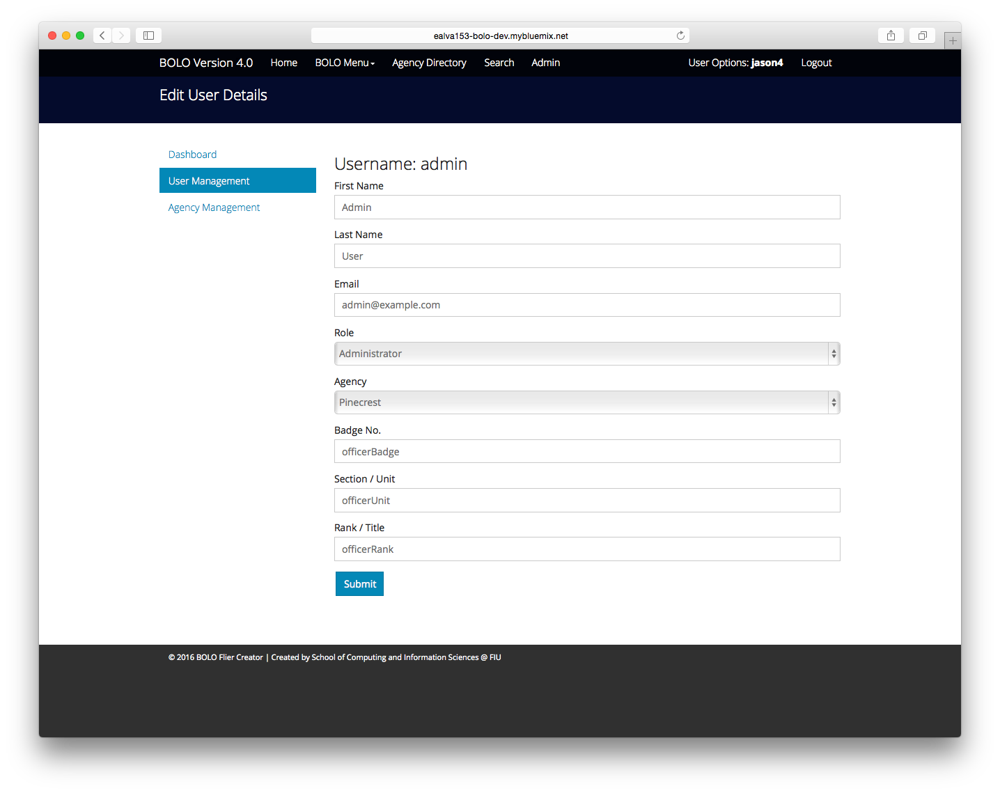 ealva153-bolo-dev.mybluemix.net
BOLO Version 4.0 Home BOLO Menu Agency Directory Search Admin User Options: jason4 Logout
Edit User Details
Dashboard
User Management
Agency Management
Username: admin
First Name
Admin
Last Name
User
Email
admin@example.com
Role
Administrator
Agency
Pinecrest
Badge No.
officerBadge
Section / Unit
officerUnit
Rank / Title
officerRank
Submit
© 2016 BOLO Flier Creator | Created by School of Computing and Information Sciences @ FIU